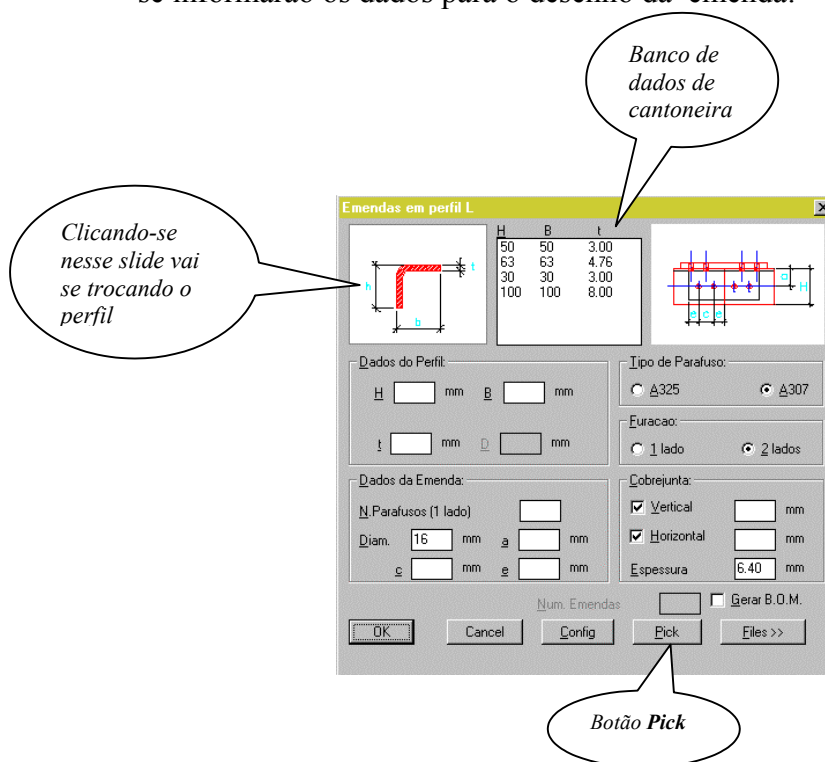 se informarão os dados para o desenho da emenda.
Banco de
dados de
cantoneira
Clicando-se
nesse slide vai
se trocando o
perfil
Emendas em perfil L
H B t
50 50 3.00
63 63 4.76
30 30 3.00
100 100 8.00
h t
b
a H
e c e
Dados do Perfil:
H mm B mm
t mm D mm
Tipo de Parafuso:
A325 A307
Furacao:
1 lado 2 lados
Dados da Emenda:
N.Parafusos (1 lado)
Diam. 16 mm a mm
c mm e mm
Cobrejunta:
Vertical mm
Horizontal mm
Espessura 6.40 mm
Num. Emendas Gerar B.O.M.
OK Cancel Config Pick Files >>
Botão Pick